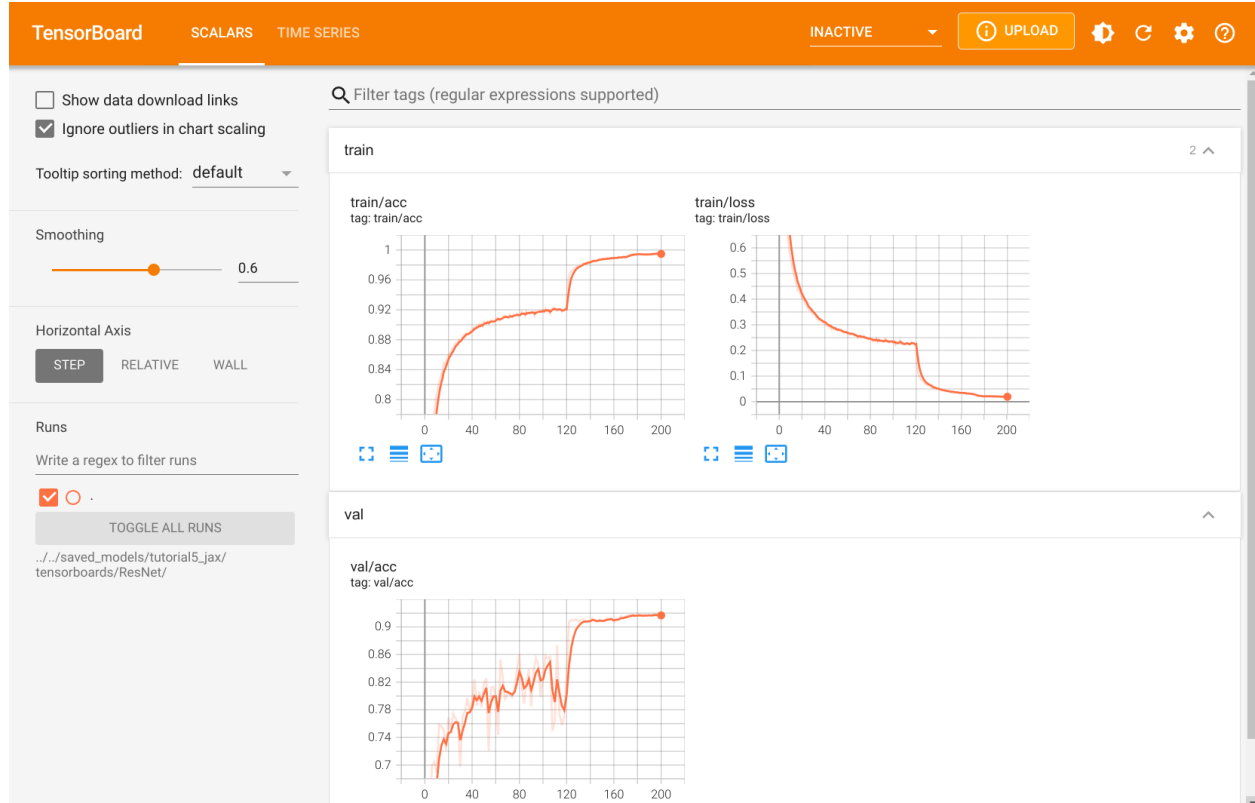 TensorBoard SCALARS TIME SERIES INACTIVE UPLOAD
Show data download links
Ignore outliers in chart scaling
Tooltip sorting method: default
Smoothing
0.6
Horizontal Axis
STEP RELATIVE WALL
Runs
Write a regex to filter runs
.
TOGGLE ALL RUNS
../../saved_models/tutorial5_jax/
tensorboards/ResNet/
Filter tags (regular expressions supported)
train 2
train/acc
tag: train/acc
1
0.96
0.92
0.88
0.84
0.8
0 40 80 120 160 200
train/loss
tag: train/loss
0.6
0.5
0.4
0.3
0.2
0.1
0
0 40 80 120 160 200
val
val/acc
tag: val/acc
0.9
0.86
0.82
0.78
0.74
0.7
0 40 80 120 160 200